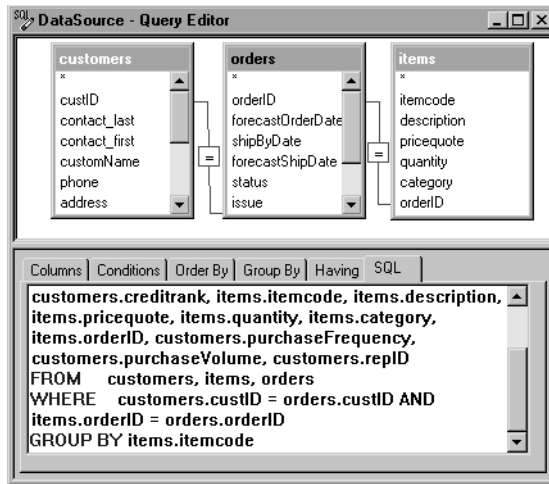 SQL DataSource - Query Editor
customers
*
custID
contact_last
contact_first
customName
phone
address
=
orders
*
orderID
forecastOrderDate
shipByDate
forecastShipDate
status
issue
=
items
*
itemcode
description
pricequote
quantity
category
orderID
Columns Conditions Order By Group By Having SQL
customers.creditrank, items.itemcode, items.description,
items.pricequote, items.quantity, items.category,
items.orderID, customers.purchaseFrequency,
customers.purchaseVolume, customers.repID
FROM customers, items, orders
WHERE customers.custID = orders.custID AND
items.orderID = orders.orderID
GROUP BY items.itemcode